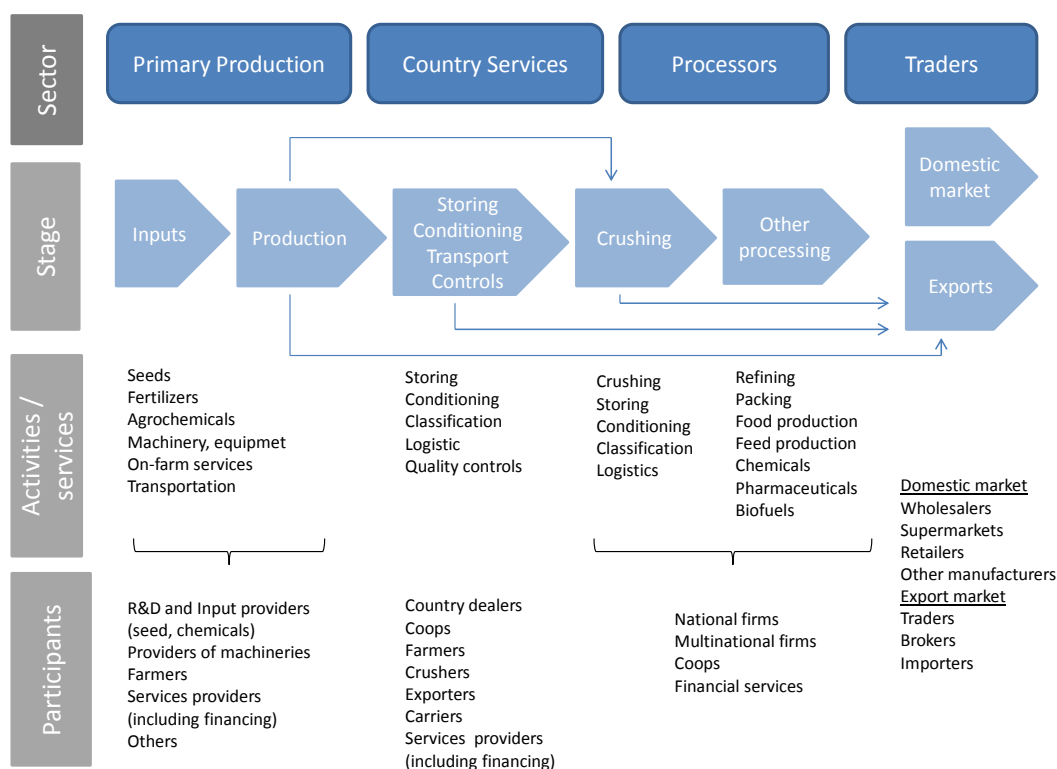 Sector
Primary Production
Country Services
Processors
Traders
Stage
Inputs
Production
Storing
Conditioning
Transport
Controls
Crushing
Other
processing
Domestic
market
Exports
Activities /
services
Seeds
Fertilizers
Agrochemicals
Machinery, equipmet
On-farm services
Transportation
Storing
Conditioning
Classification
Logistic
Quality controls
Crushing
Storing
Conditioning
Classification
Logistics
Refining
Packing
Food production
Feed production
Chemicals
Pharmaceuticals
Biofuels
Domestic market
Wholesalers
Supermarkets
Retailers
Other manufacturers
Export market
Traders
Brokers
Importers
Participants
R&D and Input providers
(seed, chemicals)
Providers of machineries
Farmers
Services providers
(including financing)
Others
Country dealers
Coops
Farmers
Crushers
Exporters
Carriers
Services providers
(including financing)
National firms
Multinational firms
Coops
Financial services